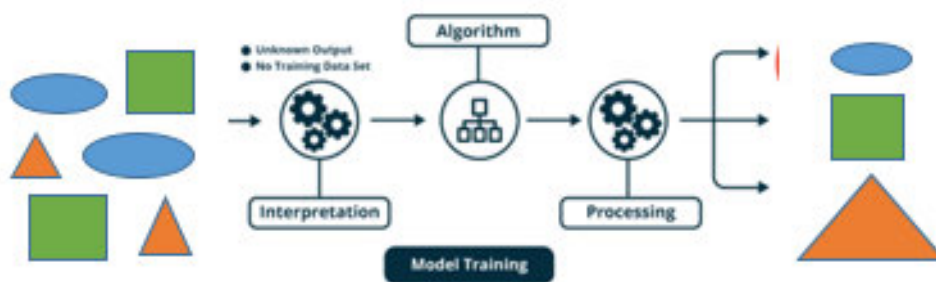 Algorithm
Unknown Output
No Training Data Set
Interpretation
Processing
Model Training